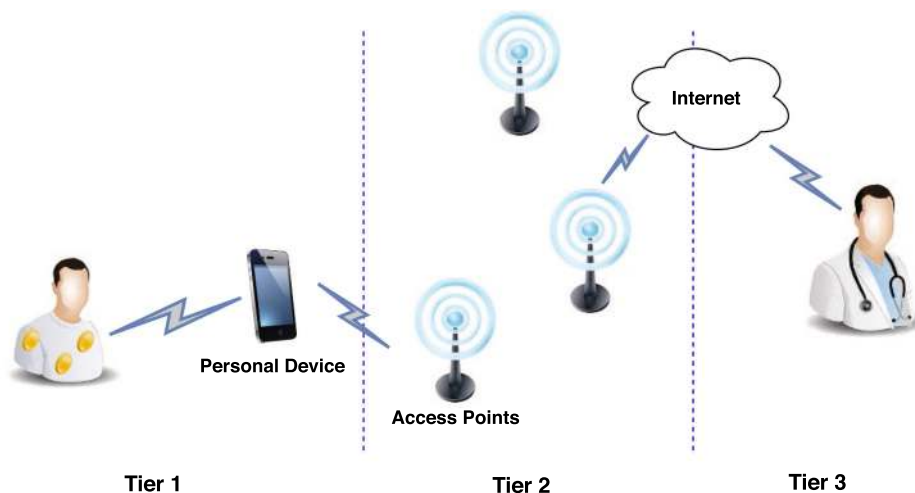 Internet
Personal Device
Access Points
Tier 1
Tier 2
Tier 3